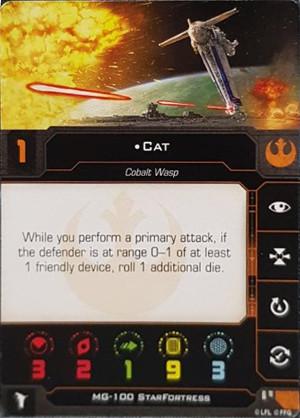 1
•Cat
Cobalt Wasp
While you perform a primary attack, if
the defender is at range 0–1 of at least
1 friendly device, roll 1 additional die.
3 2 1 9 3
MG-100 StarFortress
©LFL ©FFG